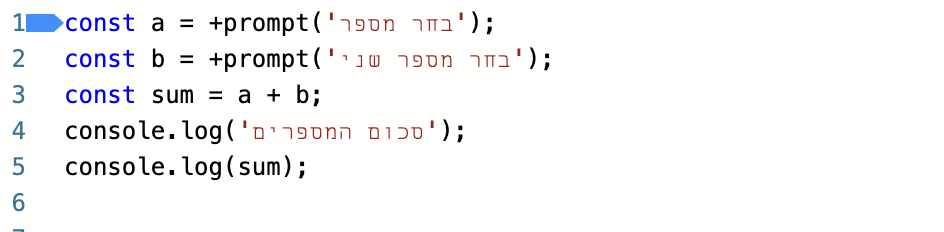 1 const a = +prompt('בחר מספר');
2 const b = +prompt('בחר מספר שני');
3 const sum = a + b;
4 console.log('סכום המספרים');
5 console.log(sum);
6